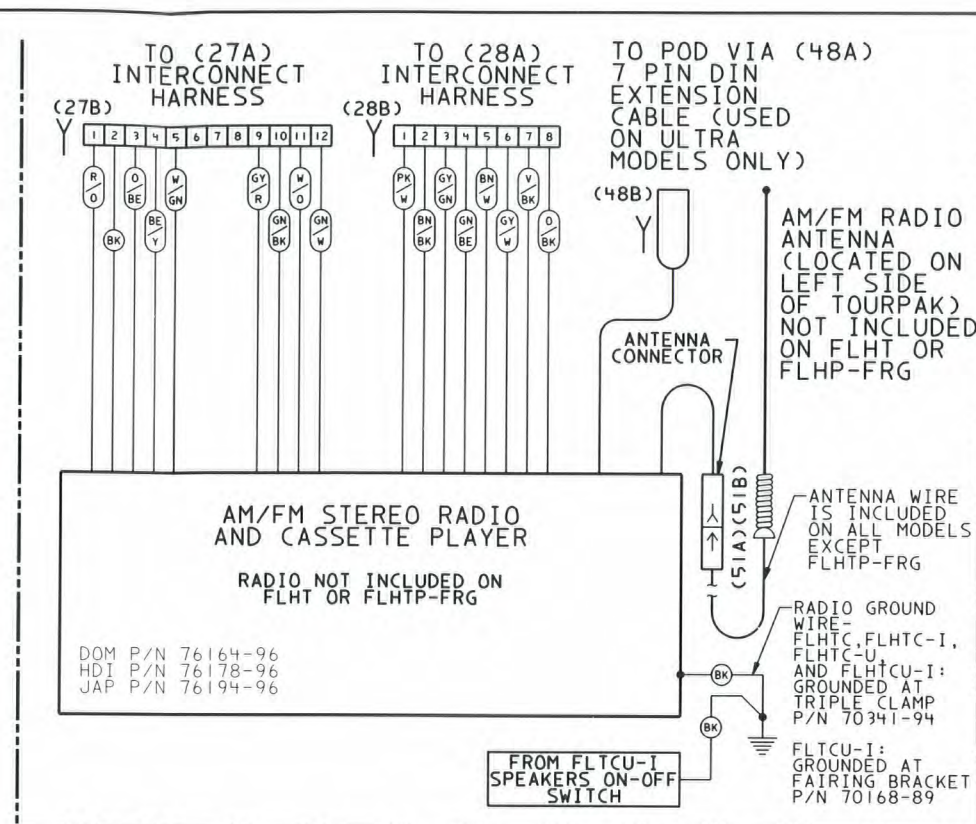 TO (27A)
INTERCONNECT
HARNESS
(27B)
1 2 3 4 5 6 7 8 9 10 11 12
R/O
BK
O/BE
BE/Y
W/GN
GY/R
GN/BK
W/O
GN/W
TO (28A)
INTERCONNECT
HARNESS
(28B)
1 2 3 4 5 6 7 8
PK/W
BN/BK
GY/GN
GN/BE
BN/W
GY/W
V/BK
O/BK
TO POD VIA (48A)
7 PIN DIN
EXTENSION
CABLE (USED
ON ULTRA
MODELS ONLY)
(48B)
AM/FM RADIO
ANTENNA
(LOCATED ON
LEFT SIDE
OF TOURPAK)
NOT INCLUDED
ON FLHT OR
FLHP-FRG
ANTENNA
CONNECTOR
(51A)(51B)
ANTENNA WIRE
IS INCLUDED
ON ALL MODELS
EXCEPT
FLHTP-FRG
AM/FM STEREO RADIO
AND CASSETTE PLAYER
RADIO NOT INCLUDED ON
FLHT OR FLHTP-FRG
DOM P/N 76164-96
HDI P/N 76178-96
JAP P/N 76194-96
RADIO GROUND
WIRE-
FLHTC,FLHTC-I,
FLHTC-U,
AND FLHTCU-I:
GROUNDED AT
TRIPLE CLAMP
P/N 70341-94
BK
BK
FROM FLTCU-I
SPEAKERS ON-OFF
SWITCH
FLTCU-I:
GROUNDED AT
FAIRING BRACKET
P/N 70168-89